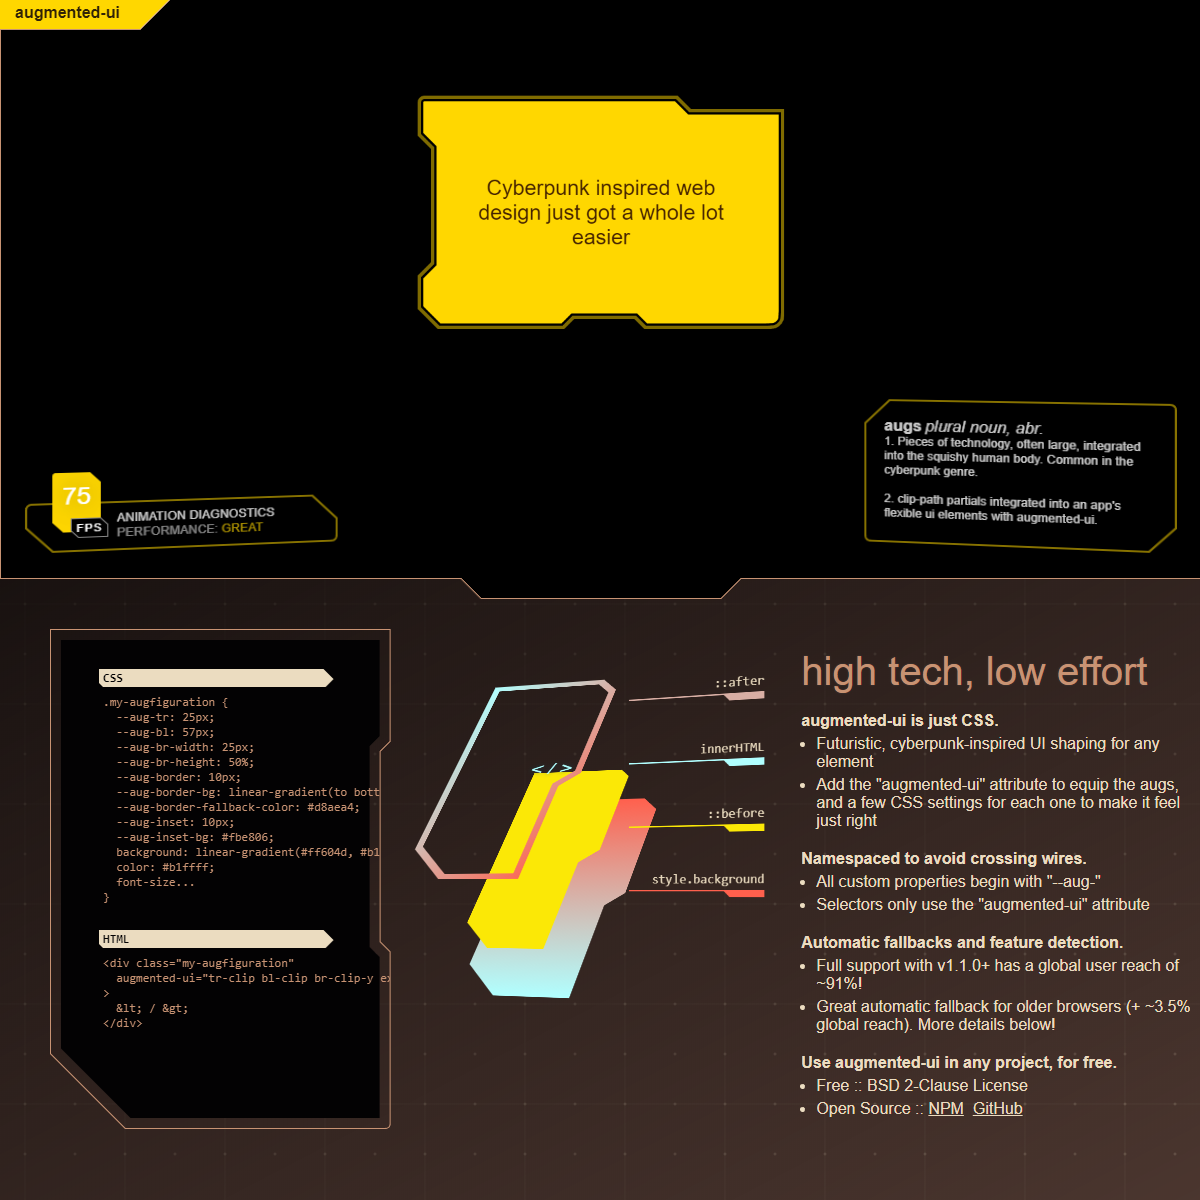 augmented-ui
Cyberpunk inspired web
design just got a whole lot
easier
augs plural noun, abr.
1. Pieces of technology, often large, integrated
into the squishy human body. Common in the
cyberpunk genre.
2. clip-path partials integrated into an app's
flexible ui elements with augmented-ui.
75
FPS
ANIMATION DIAGNOSTICS
PERFORMANCE: GREAT
CSS
.my-augfiguration {
--aug-tr: 25px;
--aug-bl: 57px;
--aug-br-width: 25px;
--aug-br-height: 50%;
--aug-border: 10px;
--aug-border-bg: linear-gradient(to bott
--aug-border-fallback-color: #d8aea4;
--aug-inset: 10px;
--aug-inset-bg: #fbe806;
background: linear-gradient(#ff604d, #b1
color: #b1ffff;
font-size...
}
HTML
<div class="my-augfiguration"
augmented-ui="tr-clip bl-clip br-clip-y ex
>
&lt; / &gt;
</div>
</>
::after
innerHTML
::before
style.background
high tech, low effort
augmented-ui is just CSS.
• Futuristic, cyberpunk-inspired UI shaping for any
element
• Add the "augmented-ui" attribute to equip the augs,
and a few CSS settings for each one to make it feel
just right
Namespaced to avoid crossing wires.
• All custom properties begin with "--aug-"
• Selectors only use the "augmented-ui" attribute
Automatic fallbacks and feature detection.
• Full support with v1.1.0+ has a global user reach of
~91%!
• Great automatic fallback for older browsers (+ ~3.5%
global reach). More details below!
Use augmented-ui in any project, for free.
• Free :: BSD 2-Clause License
• Open Source :: NPM GitHub